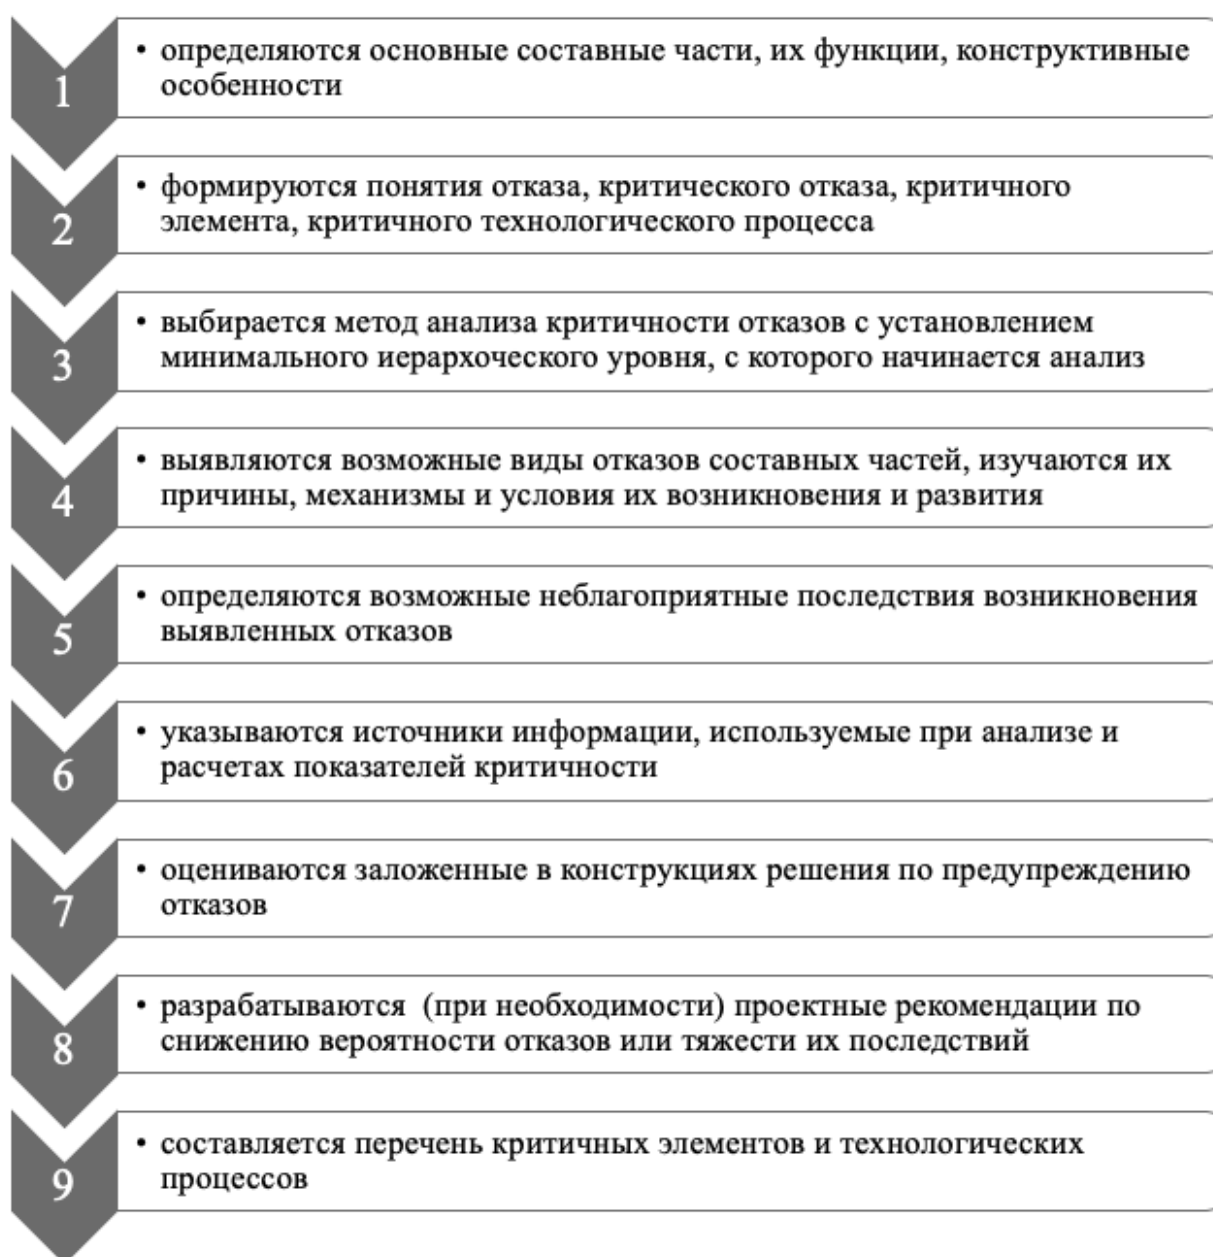 1
• определяются основные составные части, их функции, конструктивные
особенности
2
• формируются понятия отказа, критического отказа, критичного
элемента, критичного технологического процесса
3
• выбирается метод анализа критичности отказов с установлением
минимального иерархоческого уровня, с которого начинается анализ
4
• выявляются возможные виды отказов составных частей, изучаются их
причины, механизмы и условия их возникновения и развития
5
• определяются возможные неблагоприятные последствия возникновения
выявленных отказов
6
• указываются источники информации, используемые при анализе и
расчетах показателей критичности
7
• оцениваются заложенные в конструкциях решения по предупреждению
отказов
8
• разрабатываются (при необходимости) проектные рекомендации по
снижению вероятности отказов или тяжести их последствий
9
• составляется перечень критичных элементов и технологических
процессов